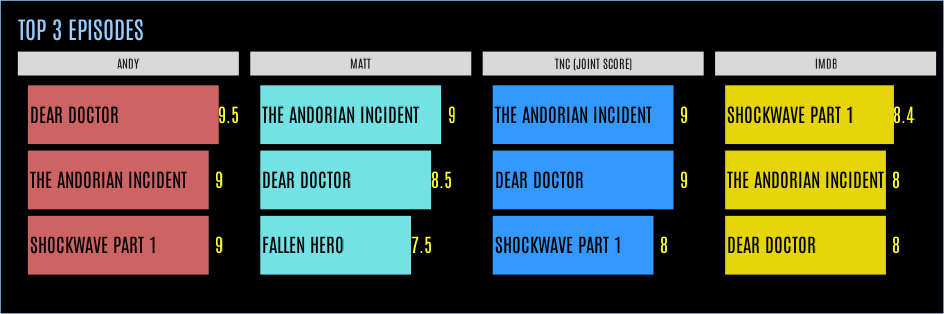 TOP 3 EPISODES
ANDY
DEAR DOCTOR 9.5
THE ANDORIAN INCIDENT 9
SHOCKWAVE PART 1 9
MATT
THE ANDORIAN INCIDENT 9
DEAR DOCTOR 8.5
FALLEN HERO 7.5
TNC (JOINT SCORE)
THE ANDORIAN INCIDENT 9
DEAR DOCTOR 9
SHOCKWAVE PART 1 8
IMDB
SHOCKWAVE PART 1 8.4
THE ANDORIAN INCIDENT 8
DEAR DOCTOR 8